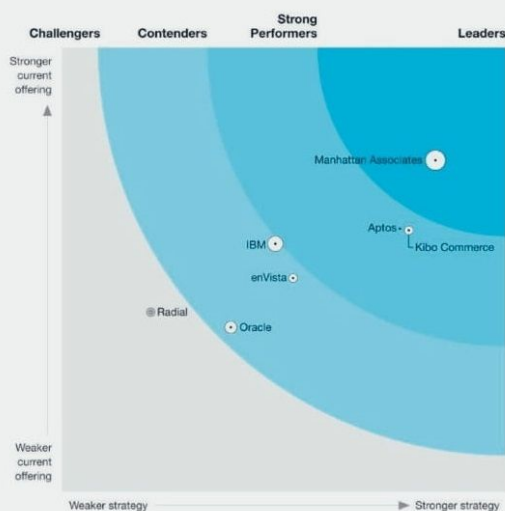 Challengers
Contenders
Strong
Performers
Leaders
Stronger
current
offering
Manhattan Associates
Aptos
Kibo Commerce
IBM
enVista
Radial
Oracle
Weaker
current
offering
Weaker strategy
Stronger strategy